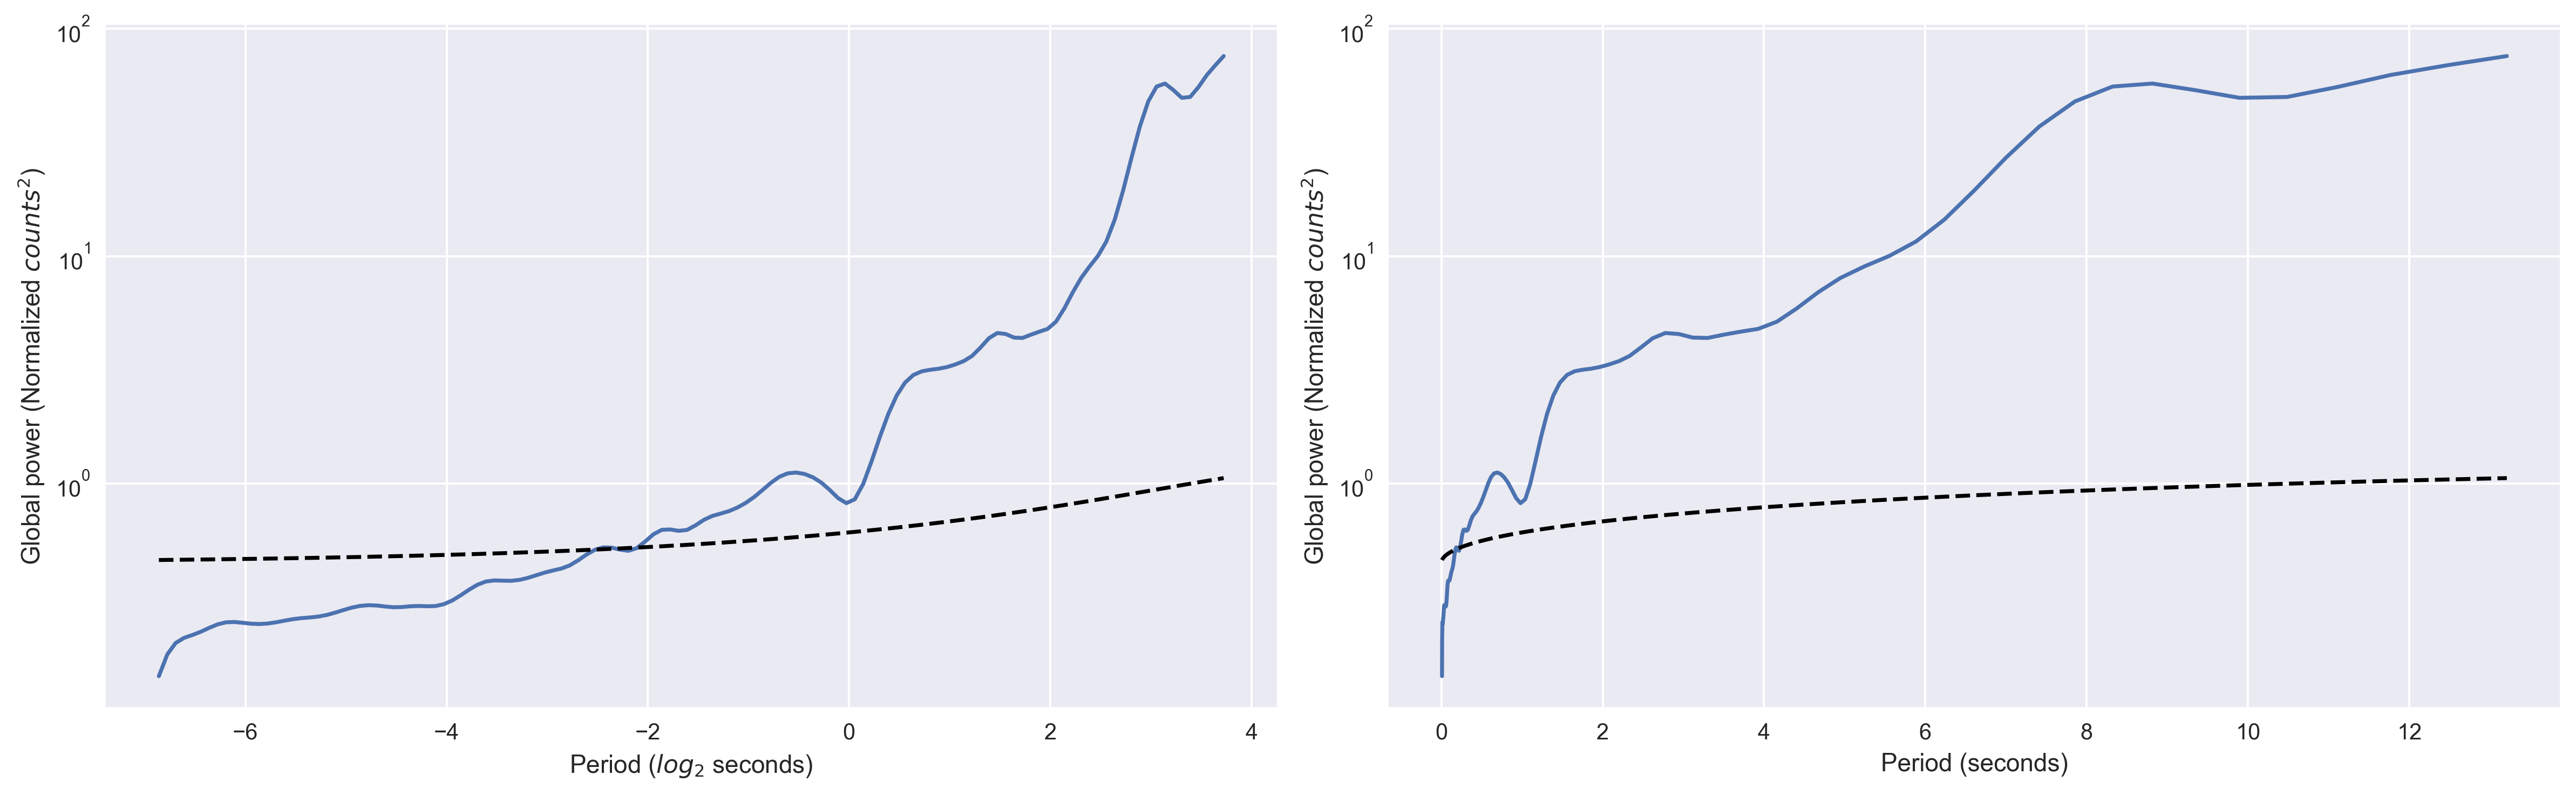 10²
10¹
10⁰
Global power (Normalized counts²)
−6 −4 −2 0 2 4
Period (log₂ seconds)
10²
10¹
10⁰
Global power (Normalized counts²)
0 2 4 6 8 10 12
Period (seconds)